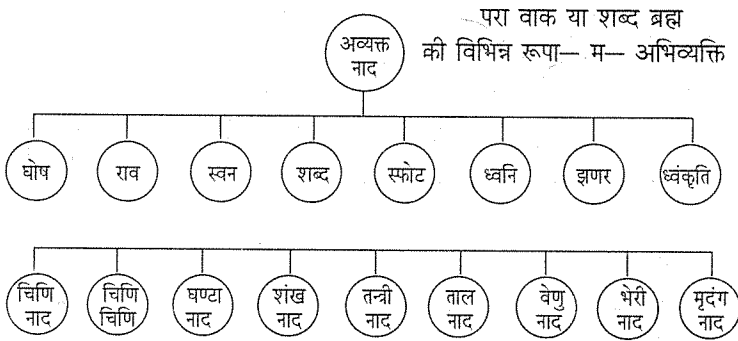 परा वाक या शब्द ब्रह्म
की विभिन्न रूपा— म— अभिव्यक्ति
अव्यक्त
नाद
घोष
राव
स्वन
शब्द
स्फोट
ध्वनि
झणर
ध्वंकृति
चिणि
नाद
चिणि
चिणि
घण्टा
नाद
शंख
नाद
तन्त्री
नाद
ताल
नाद
वेणु
नाद
भेरी
नाद
मृदंग
नाद